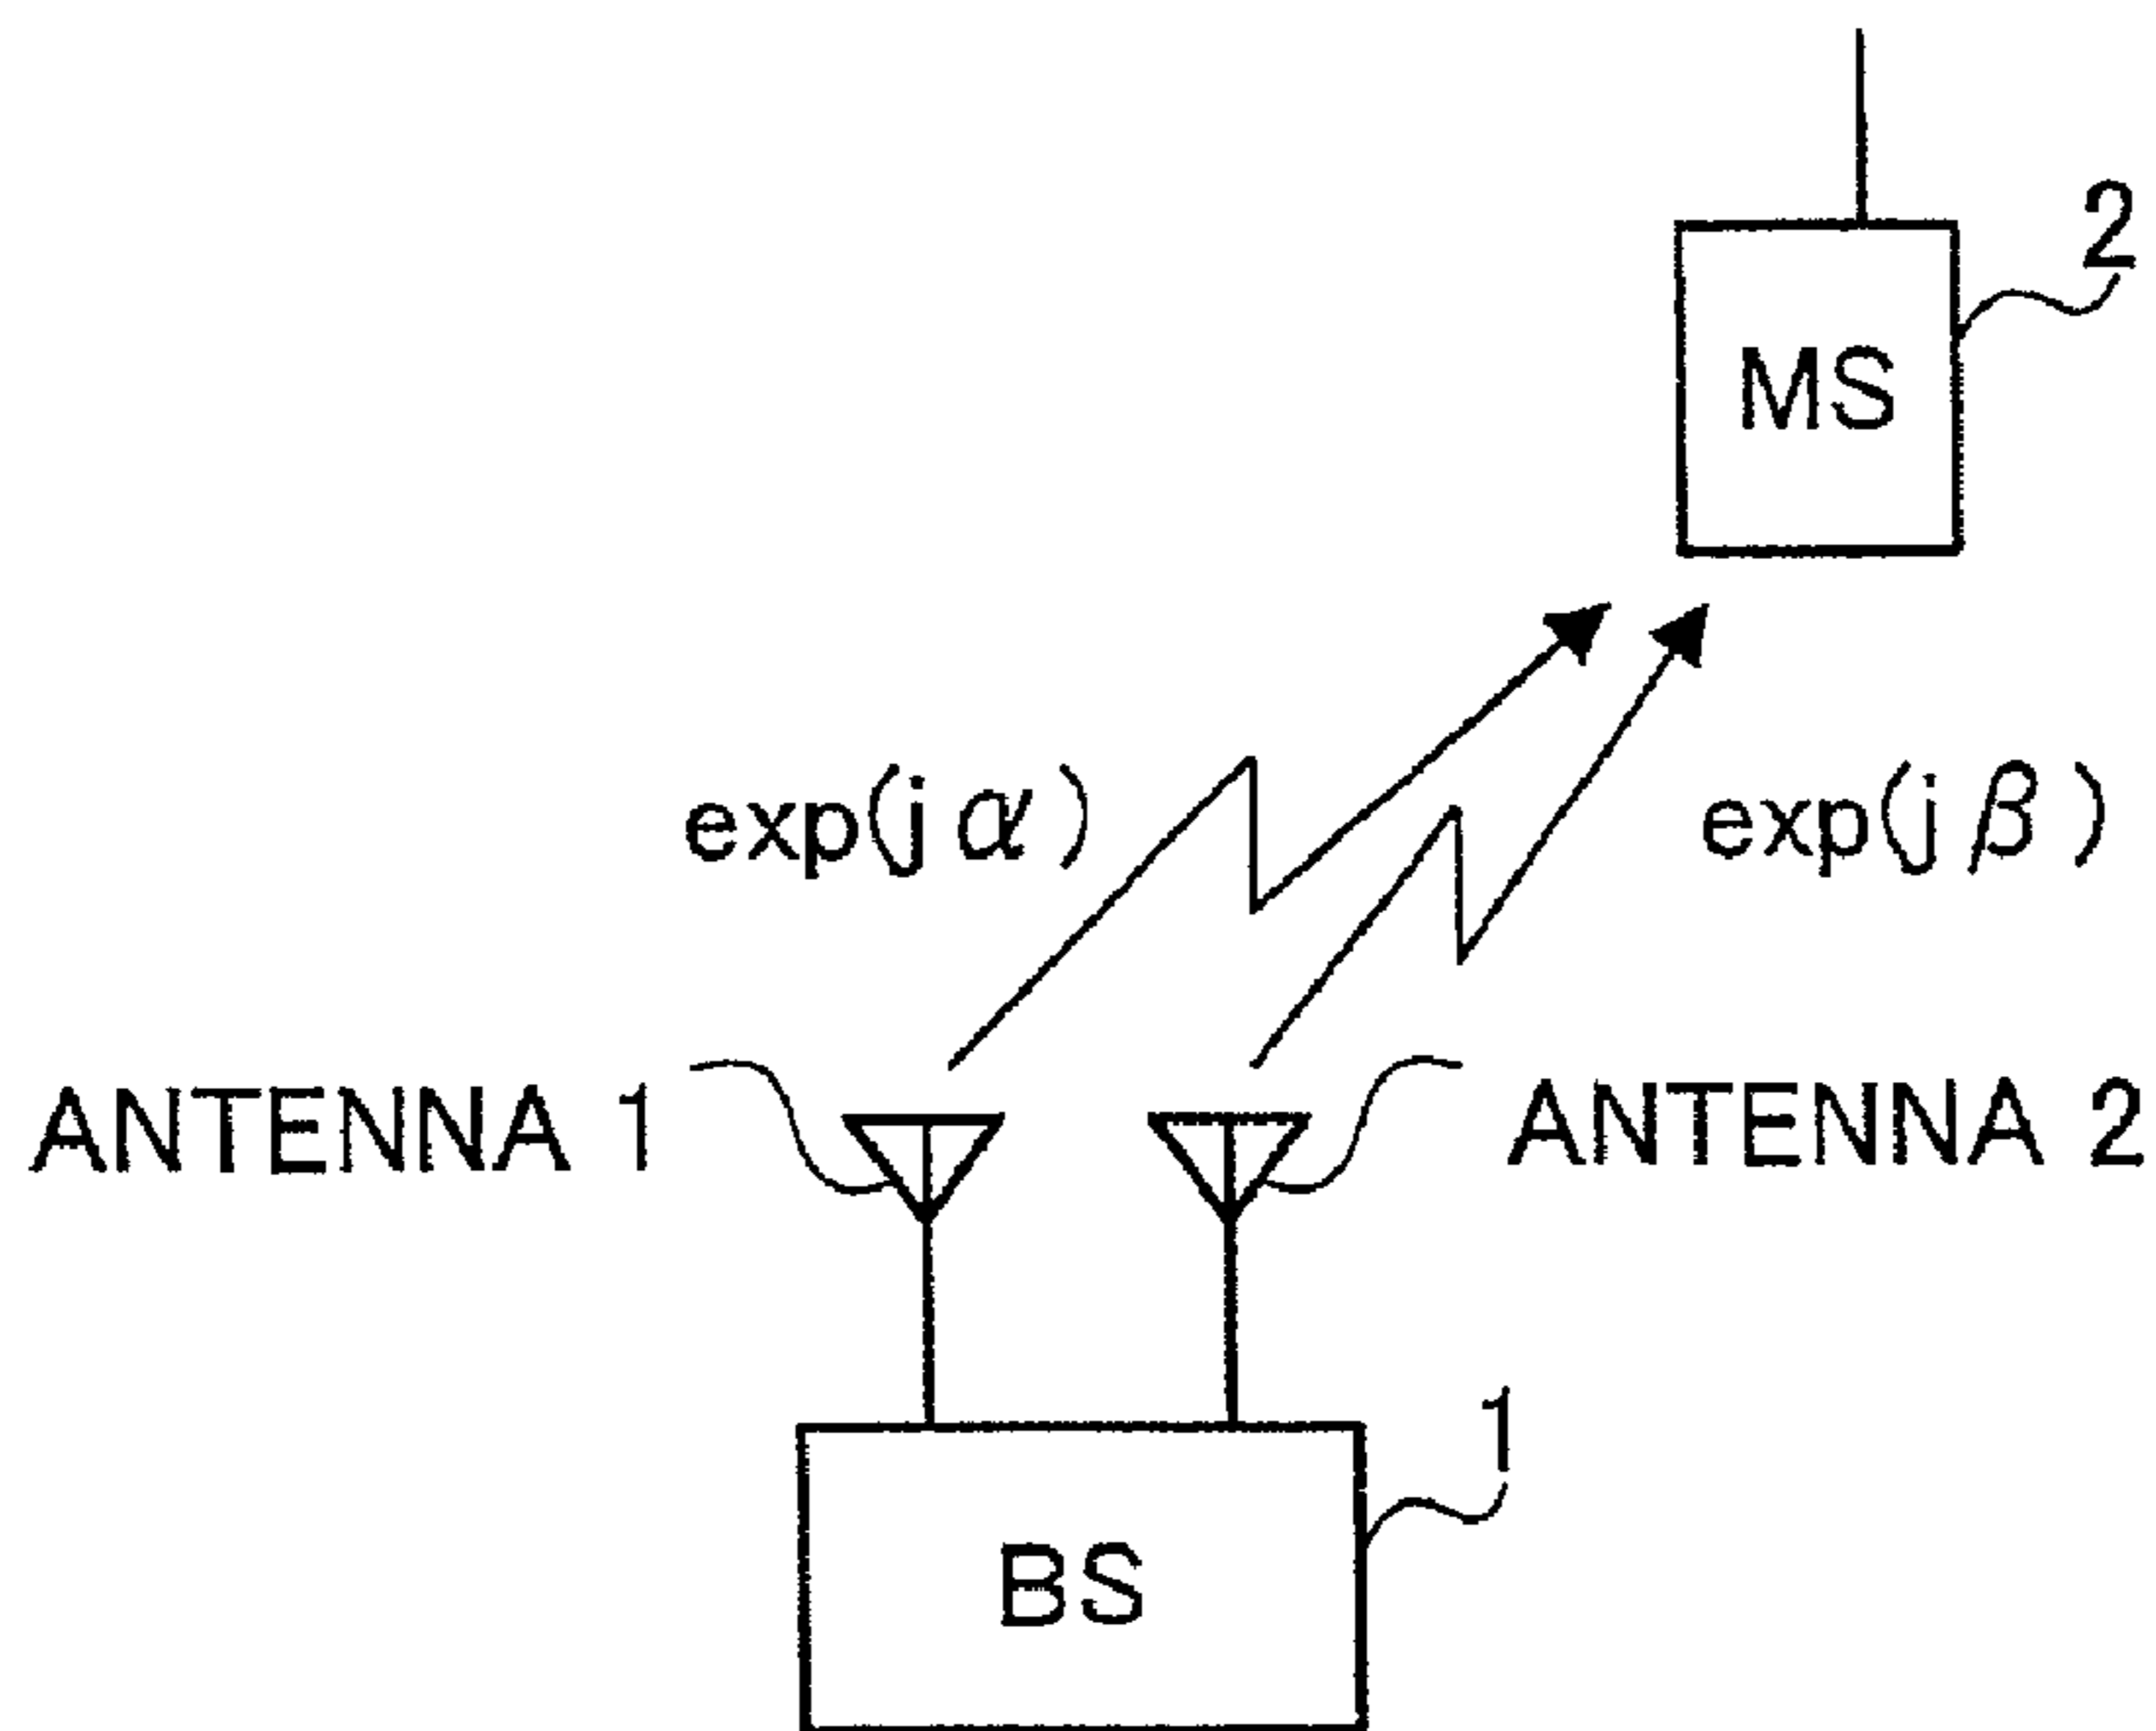 2
MS
exp(jα)
exp(jβ)
ANTENNA 1
ANTENNA 2
1
BS